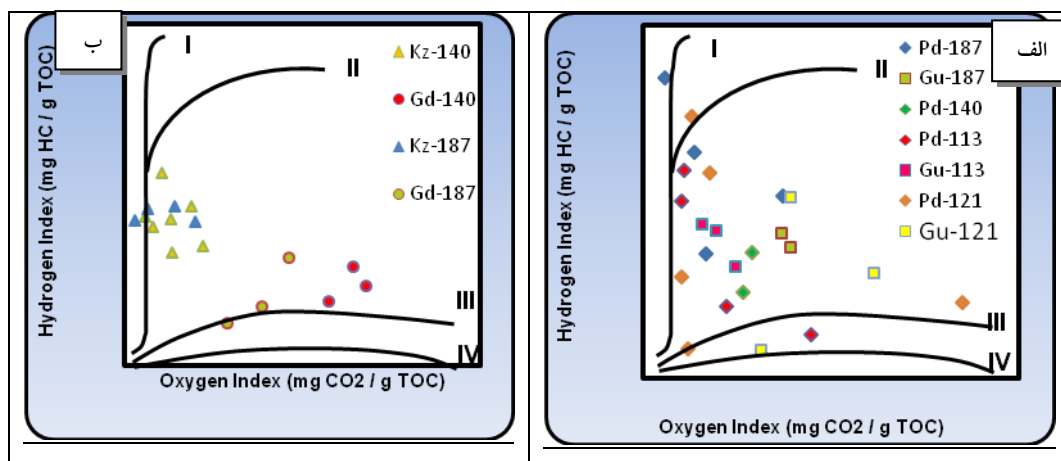 ب
Hydrogen Index (mg HC / g TOC)
I
II
III
IV
Kz-140
Gd-140
Kz-187
Gd-187
Oxygen Index (mg CO2 / g TOC)
الف
Hydrogen Index (mg HC / g TOC)
I
II
III
IV
Pd-187
Gu-187
Pd-140
Pd-113
Gu-113
Pd-121
Gu-121
Oxygen Index (mg CO2 / g TOC)